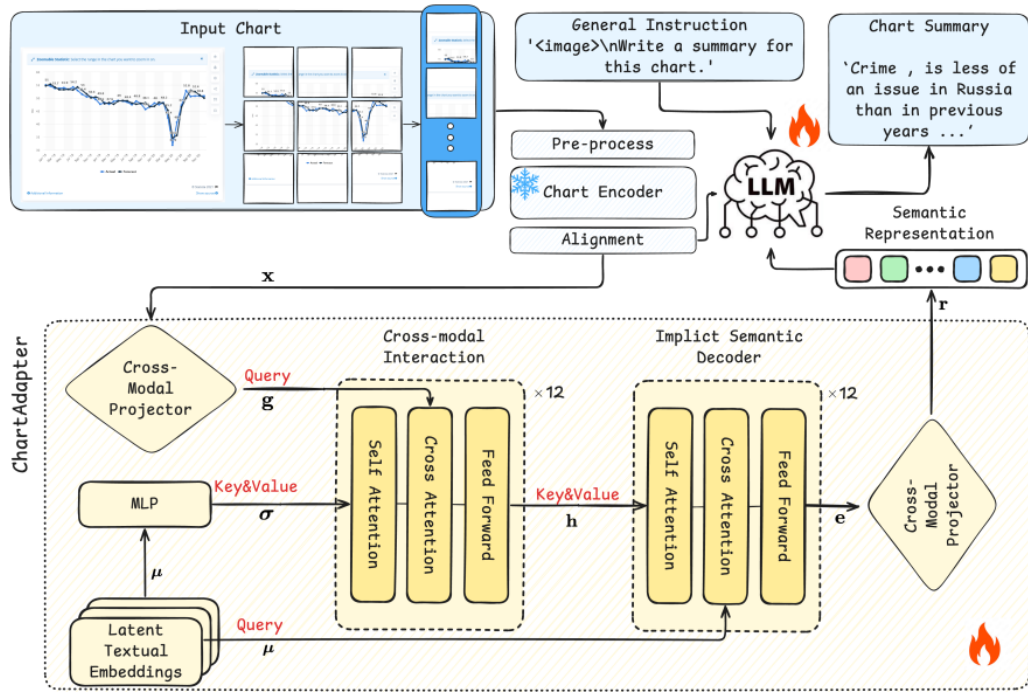 Input Chart
General Instruction
'<image>\nWrite a summary for
this chart.'
Chart Summary
‘Crime , is less of
an issue in Russia
than in previous
years ...’
Pre-process
Chart Encoder
Alignment
LLM
Semantic
Representation
x
r
ChartAdapter
Cross-
Modal
Projector
Query
g
Cross-modal
Interaction
×12
Self Attention
Cross Attention
Feed Forward
Implict Semantic
Decoder
×12
Self Attention
Cross Attention
Feed Forward
MLP
Key&Value
σ
Key&Value
h
e
Cross-
Modal
Projector
μ
Latent
Textual
Embeddings
Query
μ